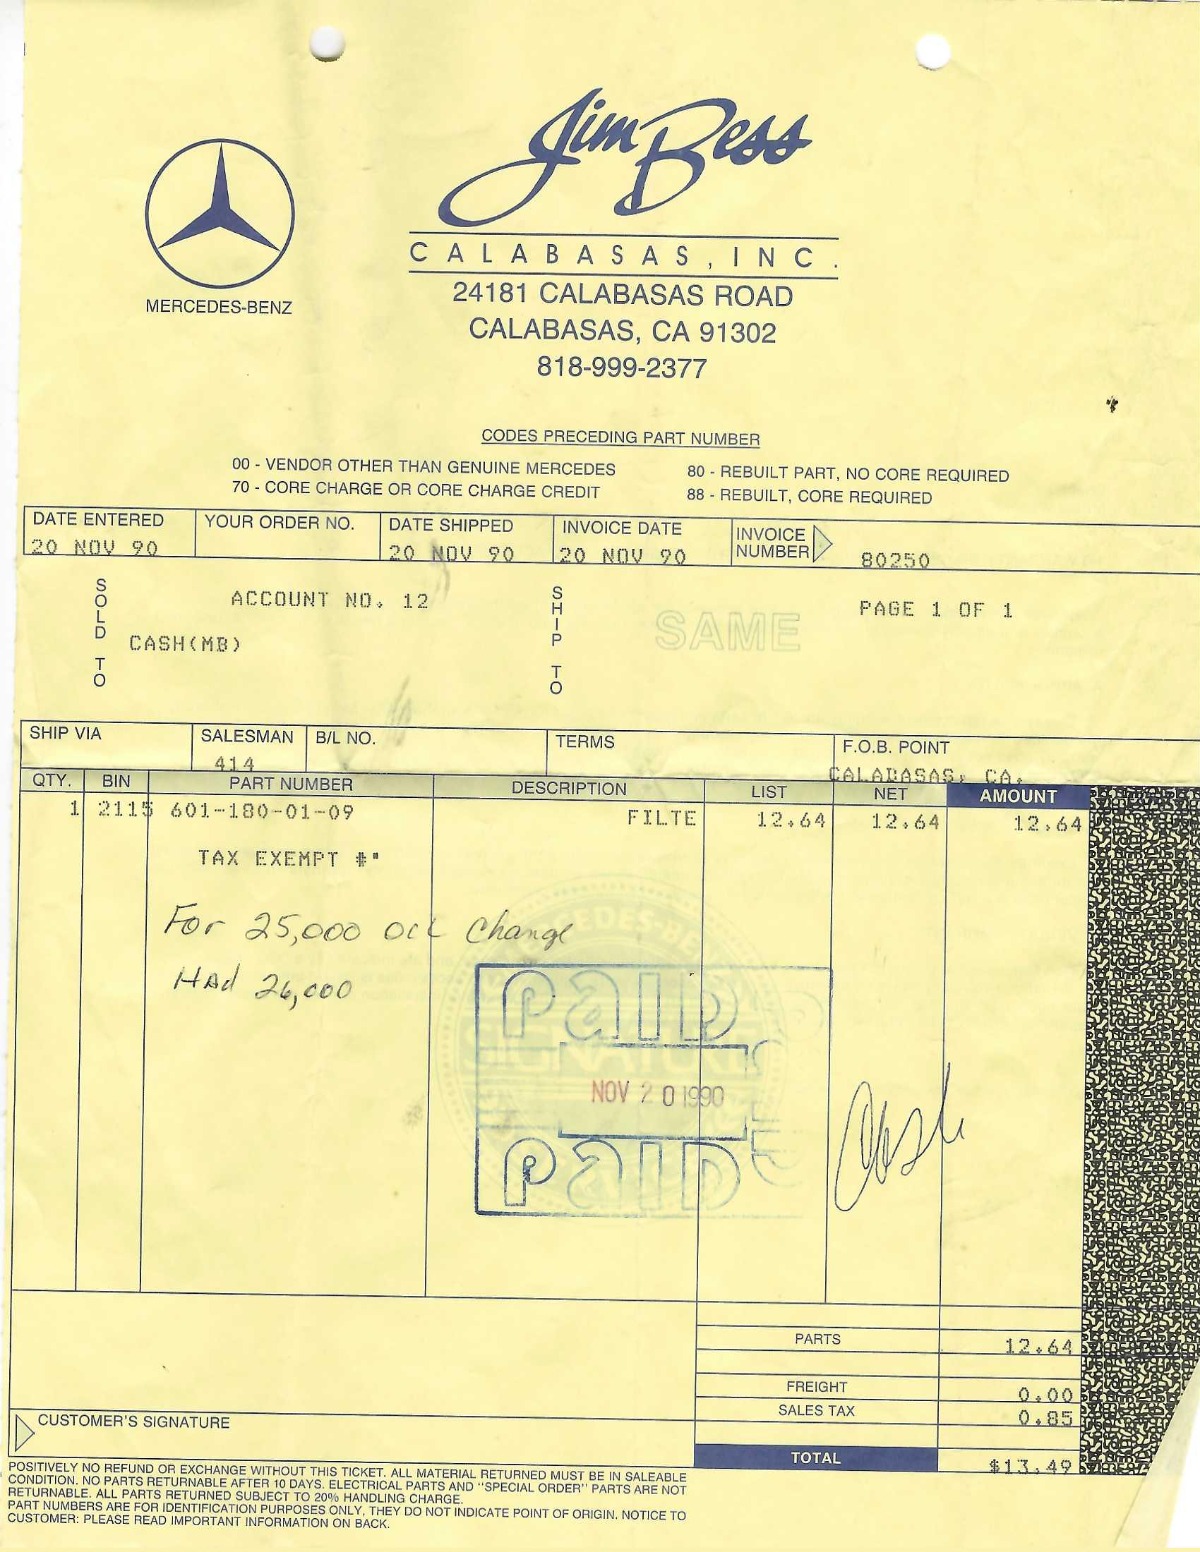 Jim Bess
CALABASAS, INC.
MERCEDES-BENZ
24181 CALABASAS ROAD
CALABASAS, CA 91302
818-999-2377
CODES PRECEDING PART NUMBER
00 - VENDOR OTHER THAN GENUINE MERCEDES 80 - REBUILT PART, NO CORE REQUIRED
70 - CORE CHARGE OR CORE CHARGE CREDIT 88 - REBUILT, CORE REQUIRED
DATE ENTERED YOUR ORDER NO. DATE SHIPPED INVOICE DATE INVOICE NUMBER
20 NOV 90 20 NOV 90 20 NOV 90 80250
SOLD TO ACCOUNT NO. 12 SHIP TO SAME PAGE 1 OF 1
CASH(MB)
SHIP VIA SALESMAN B/L NO. TERMS F.O.B. POINT
414 CALABASAS, CA.
QTY. BIN PART NUMBER DESCRIPTION LIST NET AMOUNT
1 2115 601-180-01-09 FILTE 12.64 12.64 12.64
TAX EXEMPT #"
For 25,000 oil Change
Had 26,000
PAID
NOV 20 1990
PAID
Cash
PARTS 12.64
FREIGHT 0.00
SALES TAX 0.85
TOTAL $13.49
CUSTOMER'S SIGNATURE
POSITIVELY NO REFUND OR EXCHANGE WITHOUT THIS TICKET. ALL MATERIAL RETURNED MUST BE IN SALEABLE
CONDITION. NO PARTS RETURNABLE AFTER 10 DAYS. ELECTRICAL PARTS AND "SPECIAL ORDER" PARTS ARE NOT
RETURNABLE. ALL PARTS RETURNED SUBJECT TO 20% HANDLING CHARGE.
PART NUMBERS ARE FOR IDENTIFICATION PURPOSES ONLY, THEY DO NOT INDICATE POINT OF ORIGIN. NOTICE TO
CUSTOMER: PLEASE READ IMPORTANT INFORMATION ON BACK.